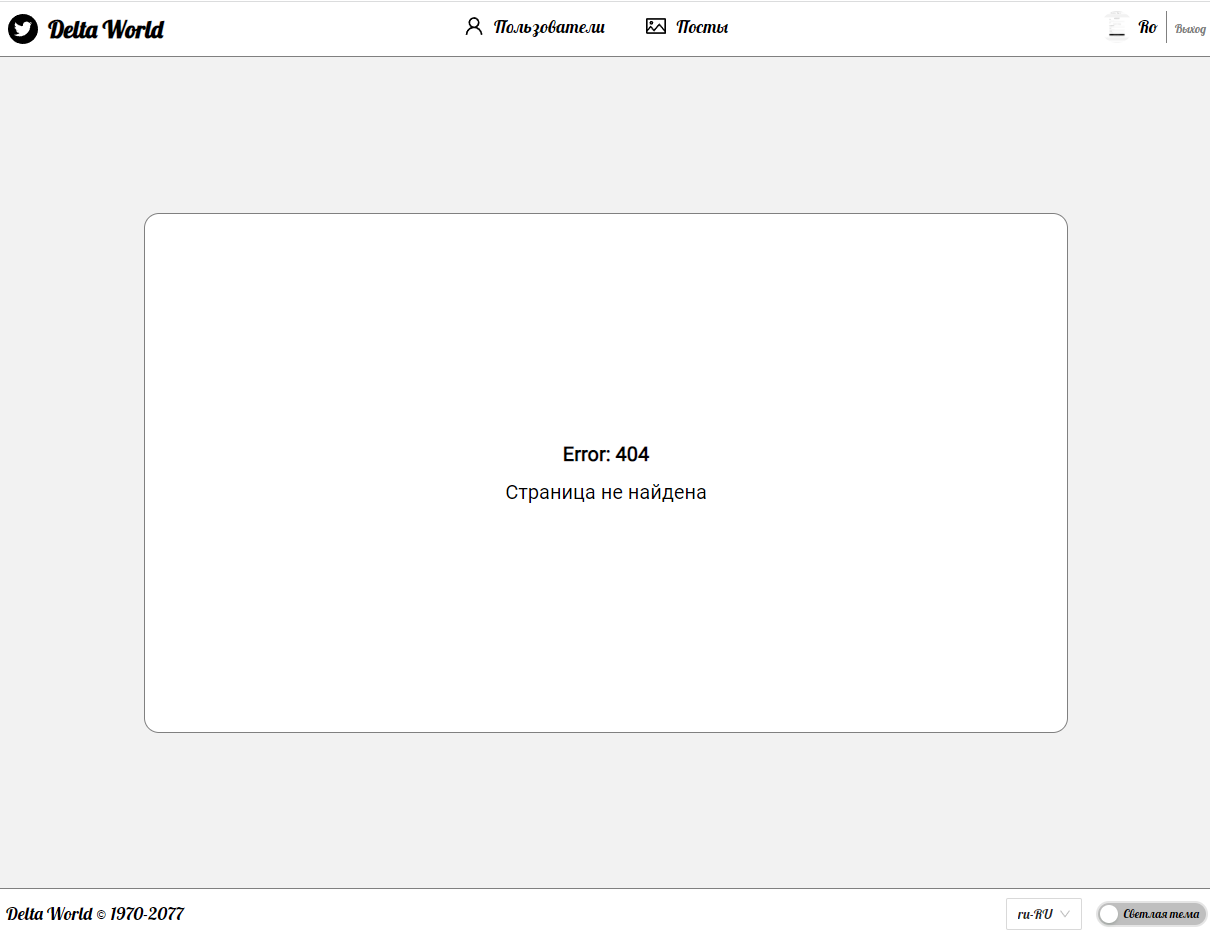 Delta World
Пользователи
Посты
Ro
Выход
Error: 404
Страница не найдена
Delta World © 1970-2077
ru-RU
Светлая тема